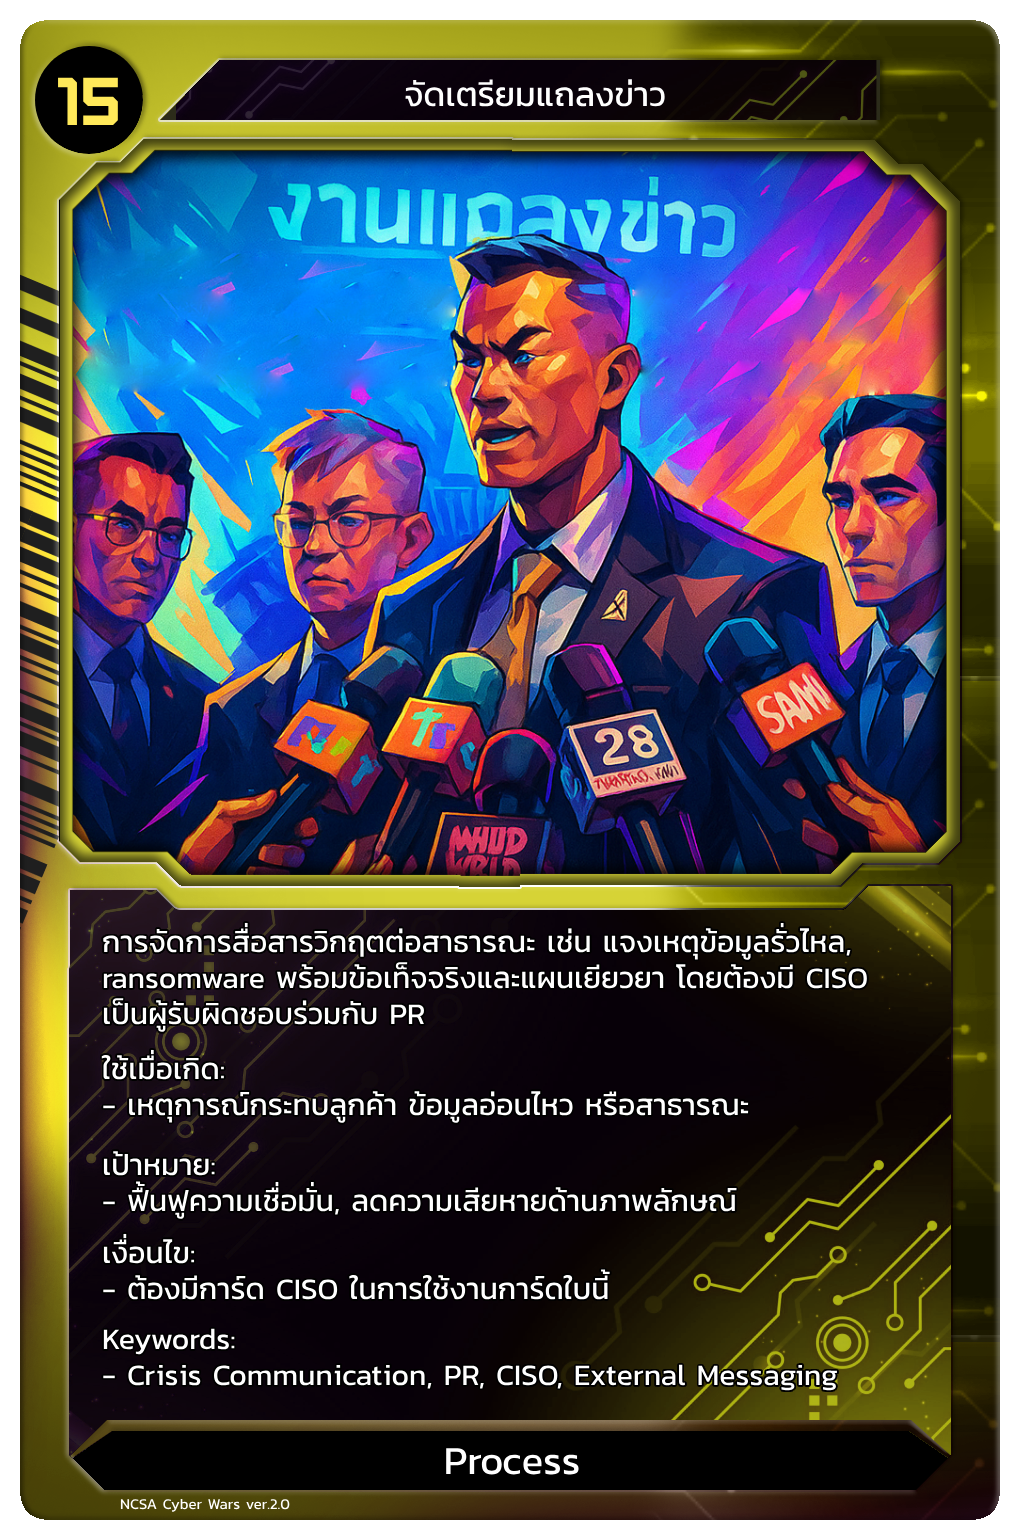 15
จัดเตรียมแถลงข่าว
งานแถลงข่าว
28
SAMI
MHUD
การจัดการสื่อสารวิกฤตต่อสาธารณะ เช่น แจงเหตุข้อมูลรั่วไหล,
ransomware พร้อมข้อเท็จจริงและแผนเยียวยา โดยต้องมี CISO
เป็นผู้รับผิดชอบร่วมกับ PR
ใช้เมื่อเกิด:
- เหตุการณ์กระทบลูกค้า ข้อมูลอ่อนไหว หรือสาธารณะ
เป้าหมาย:
- ฟื้นฟูความเชื่อมั่น, ลดความเสียหายด้านภาพลักษณ์
เงื่อนไข:
- ต้องมีการ์ด CISO ในการใช้งานการ์ดใบนี้
Keywords:
- Crisis Communication, PR, CISO, External Messaging
Process
NCSA Cyber Wars ver.2.0